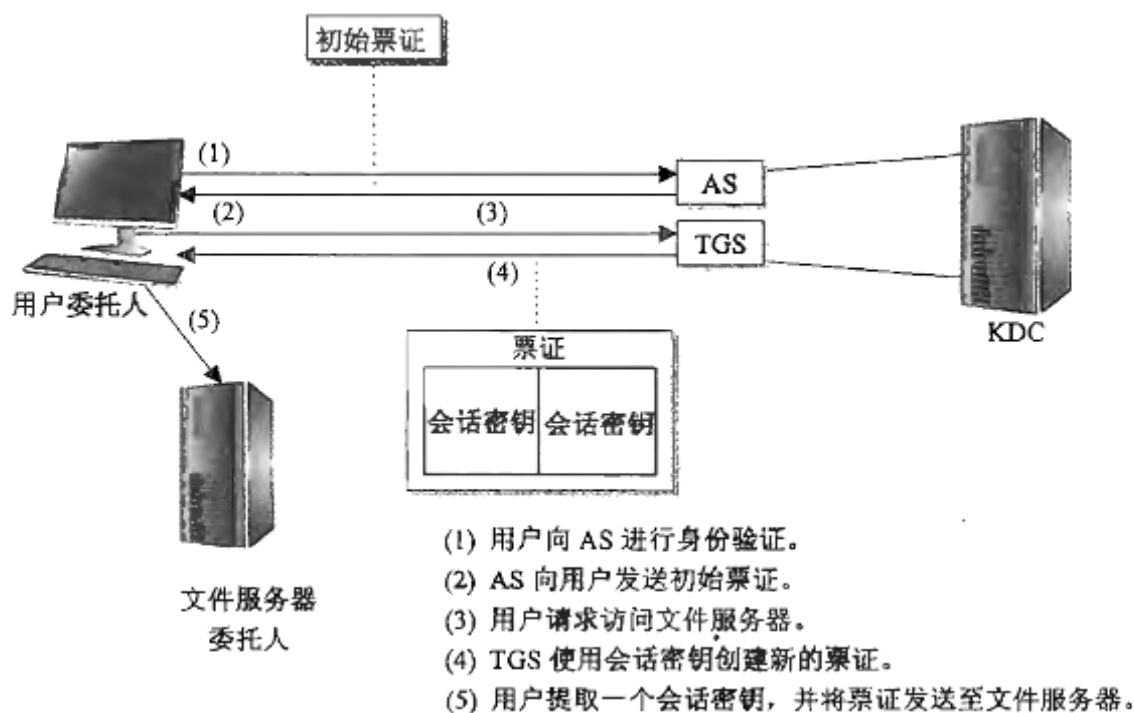 初始票证
(1)
AS
(2)
(3)
TGS
(4)
用户委托人
KDC
(5)
票证
会话密钥 会话密钥
文件服务器
委托人
(1) 用户向 AS 进行身份验证。
(2) AS 向用户发送初始票证。
(3) 用户请求访问文件服务器。
(4) TGS 使用会话密钥创建新的票证。
(5) 用户提取一个会话密钥，并将票证发送至文件服务器。